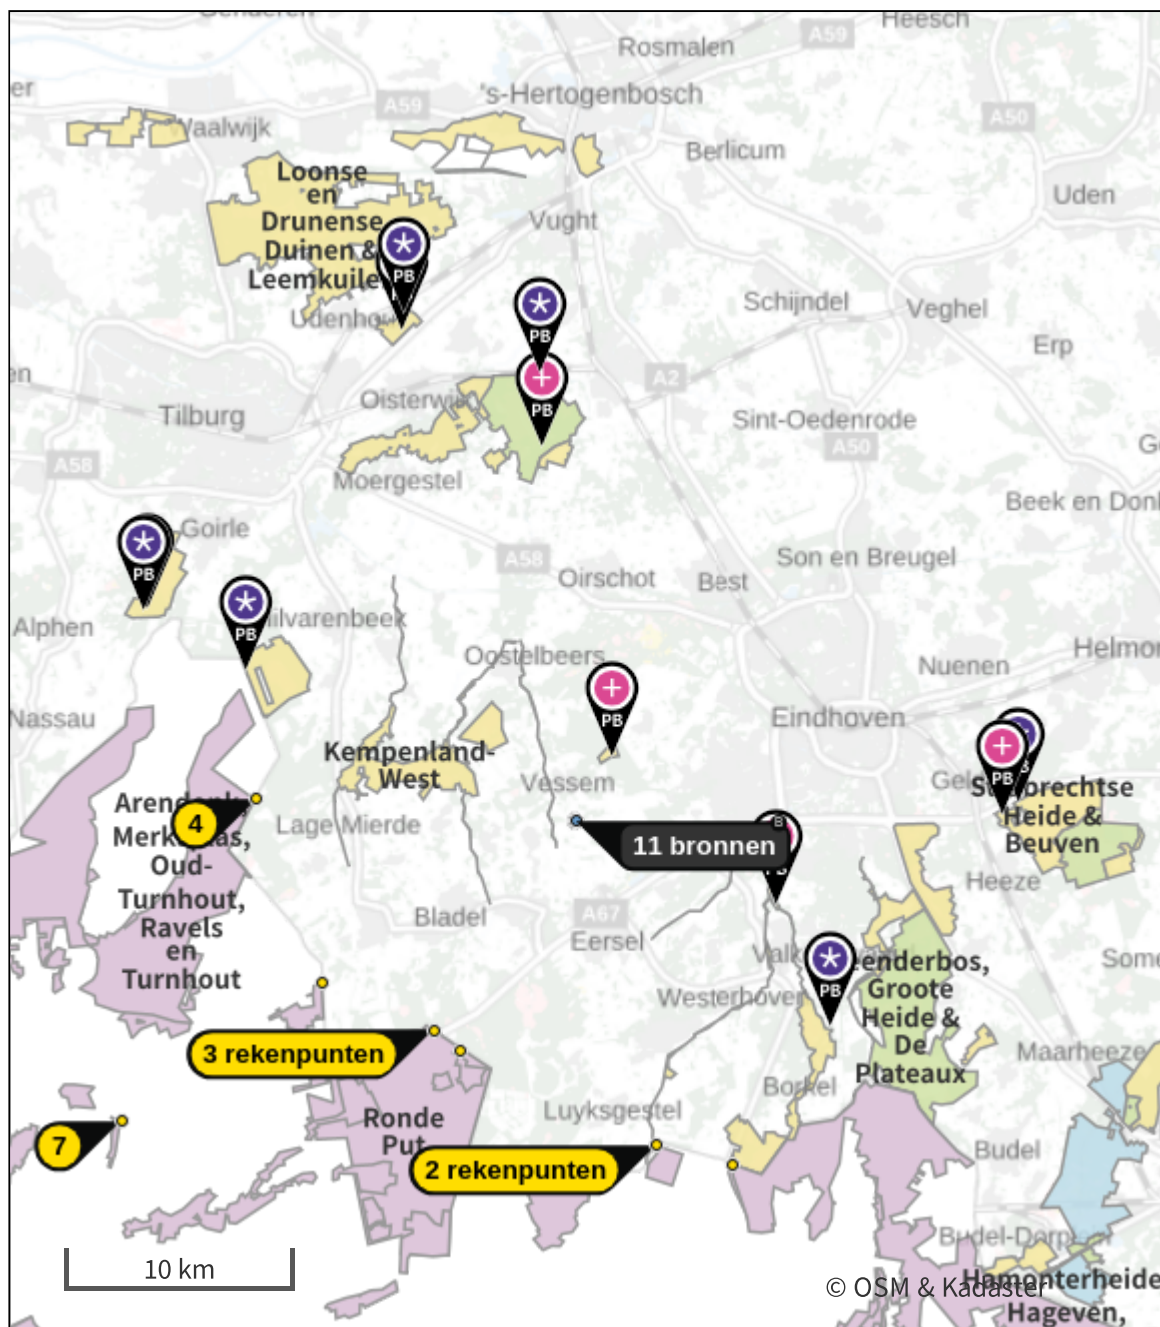 Heesch
Rosmalen
A59
's-Hertogenbosch
A59
A50
Waalwijk
Berlicum
Loonse
en
Drunense
Duinen &
Uden
Vught
PB
Schijndel
Veghel
PB
Erp
A2
PB
Oisterwijk
Tilburg
Sint-Oedenrode
A50
A58
Moergestel
Beek en Donk
Goirle
A58
Son en Breugel
PB
Oirschot
Best
Alphen
PB
Oostelbeers
Nuenen
Helmon
Nassau
PB
Eindhoven
Kempenland-
West
Vessem
PB
Heide &
Beuven
4
Oud-
Turnhout,
Ravels
en
Turnhout
Lage Mierde
11 bronnen
Heeze
Bladel
A67
Eersel
PB
Westerhoven
Groote
Heide &
De
Plateaux
3 rekenpunten
Maarheeze
Borkel
Luyksgestel
Ronde
Put
7
2 rekenpunten
Budel
Budel-Dorplein
10 km
© OSM & Kadaster
Hamonterheide
Hageven,